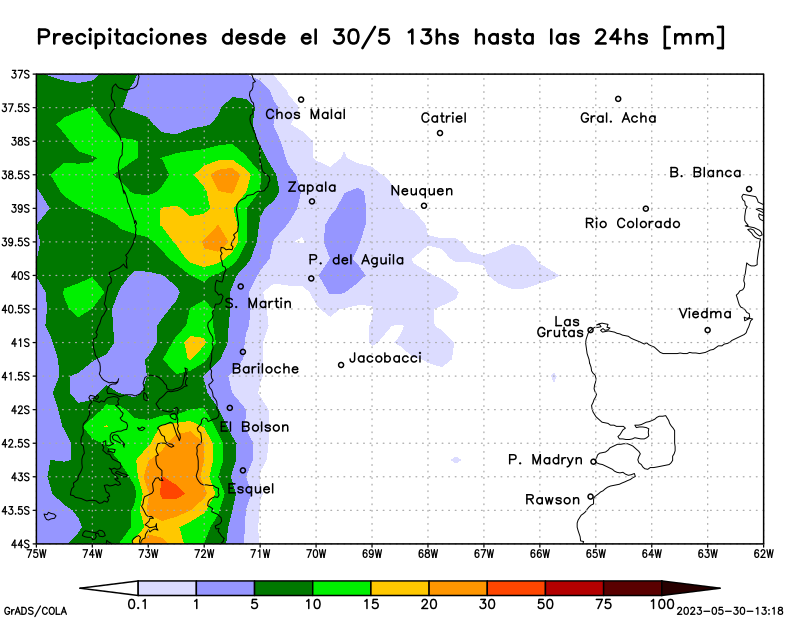 Precipitaciones desde el 30/5 13hs hasta las 24hs [mm]
37S
37.5S
38S
38.5S
39S
39.5S
40S
40.5S
41S
41.5S
42S
42.5S
43S
43.5S
44S
Chos Malal
Catriel
Gral. Acha
B. Blanca
Zapala
Neuquen
Rio Colorado
P. del Aguila
S. Martin
Las
Grutas
Viedma
Bariloche
Jacobacci
El Bolson
P. Madryn
Esquel
Rawson
75W 74W 73W 72W 71W 70W 69W 68W 67W 66W 65W 64W 63W 62W
0.1 1 5 10 15 20 30 50 75 100
GrADS/COLA
2023-05-30-13:18